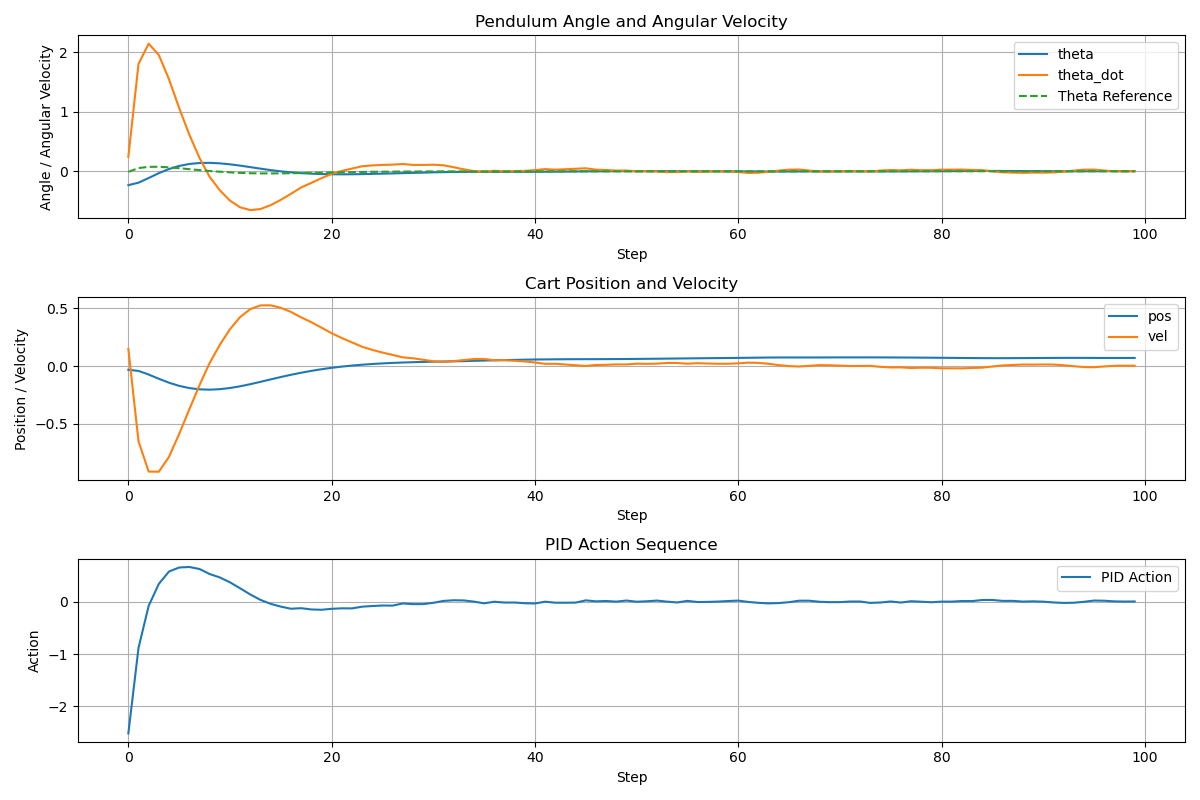 Pendulum Angle and Angular Velocity
Angle / Angular Velocity
2
1
0
theta
theta_dot
Theta Reference
0 20 40 60 80 100
Step
Cart Position and Velocity
Position / Velocity
0.5
0.0
−0.5
pos
vel
0 20 40 60 80 100
Step
PID Action Sequence
Action
0
−1
−2
PID Action
0 20 40 60 80 100
Step